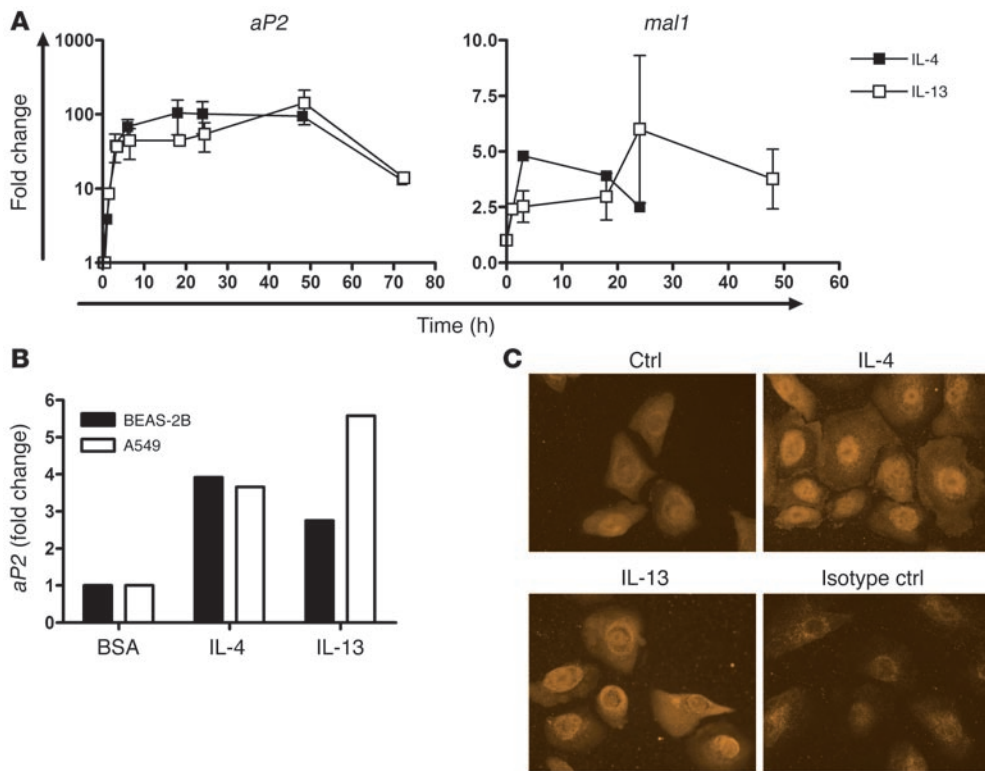 A
aP2
mal1
Fold change
1000
100
10
1
0 10 20 30 40 50 60 70 80
10.0
7.5
5.0
2.5
0.0
0 10 20 30 40 50 60
IL-4
IL-13
Time (h)
B
aP2 (fold change)
6
5
4
3
2
1
0
BEAS-2B
A549
BSA IL-4 IL-13
C
Ctrl IL-4
IL-13 Isotype ctrl